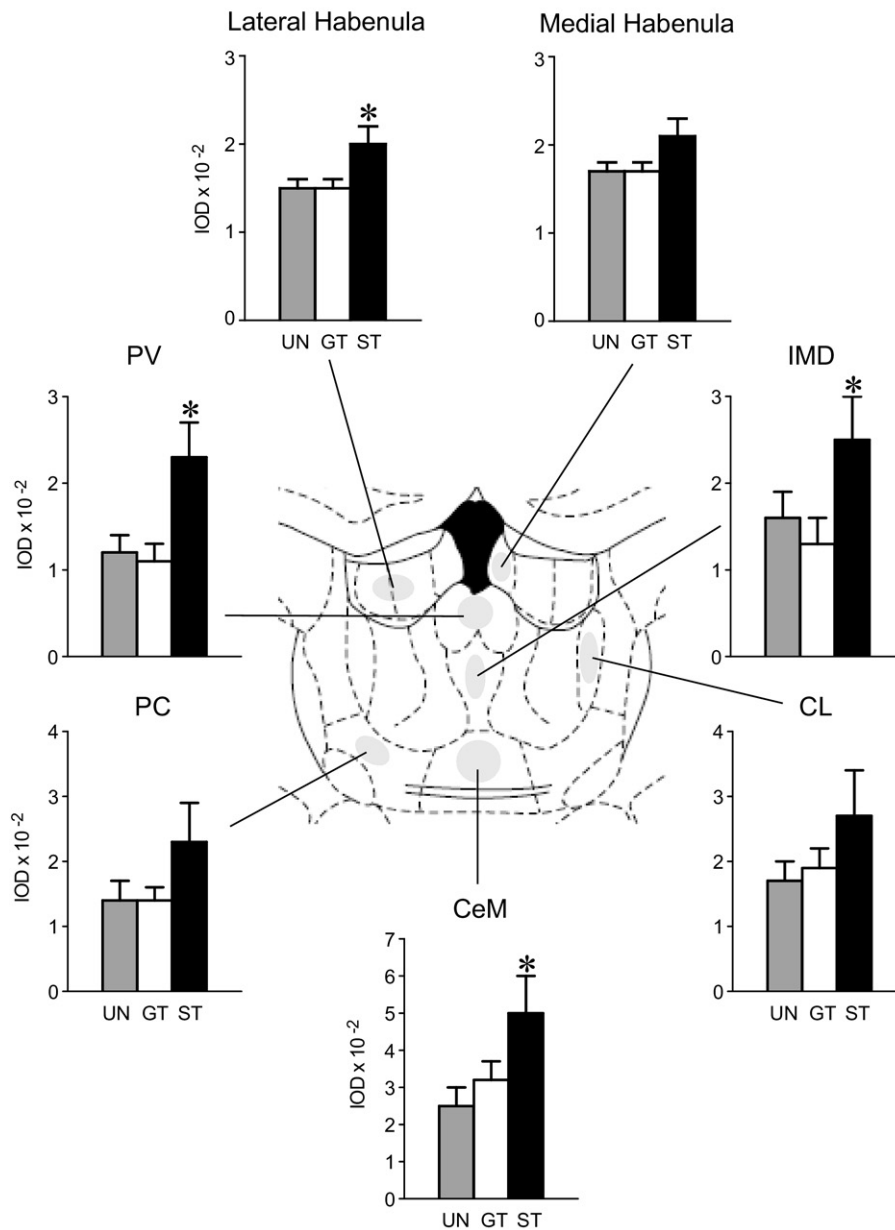 Lateral Habenula
3
2
1
0
IOD x 10⁻²
*
UN GT ST
Medial Habenula
3
2
1
0
UN GT ST
PV
3
2
1
0
IOD x 10⁻²
*
IMD
3
2
1
0
*
PC
4
3
2
1
0
IOD x 10⁻²
UN GT ST
CL
4
3
2
1
0
UN GT ST
CeM
7
6
5
4
3
2
1
0
IOD x 10⁻²
*
UN GT ST